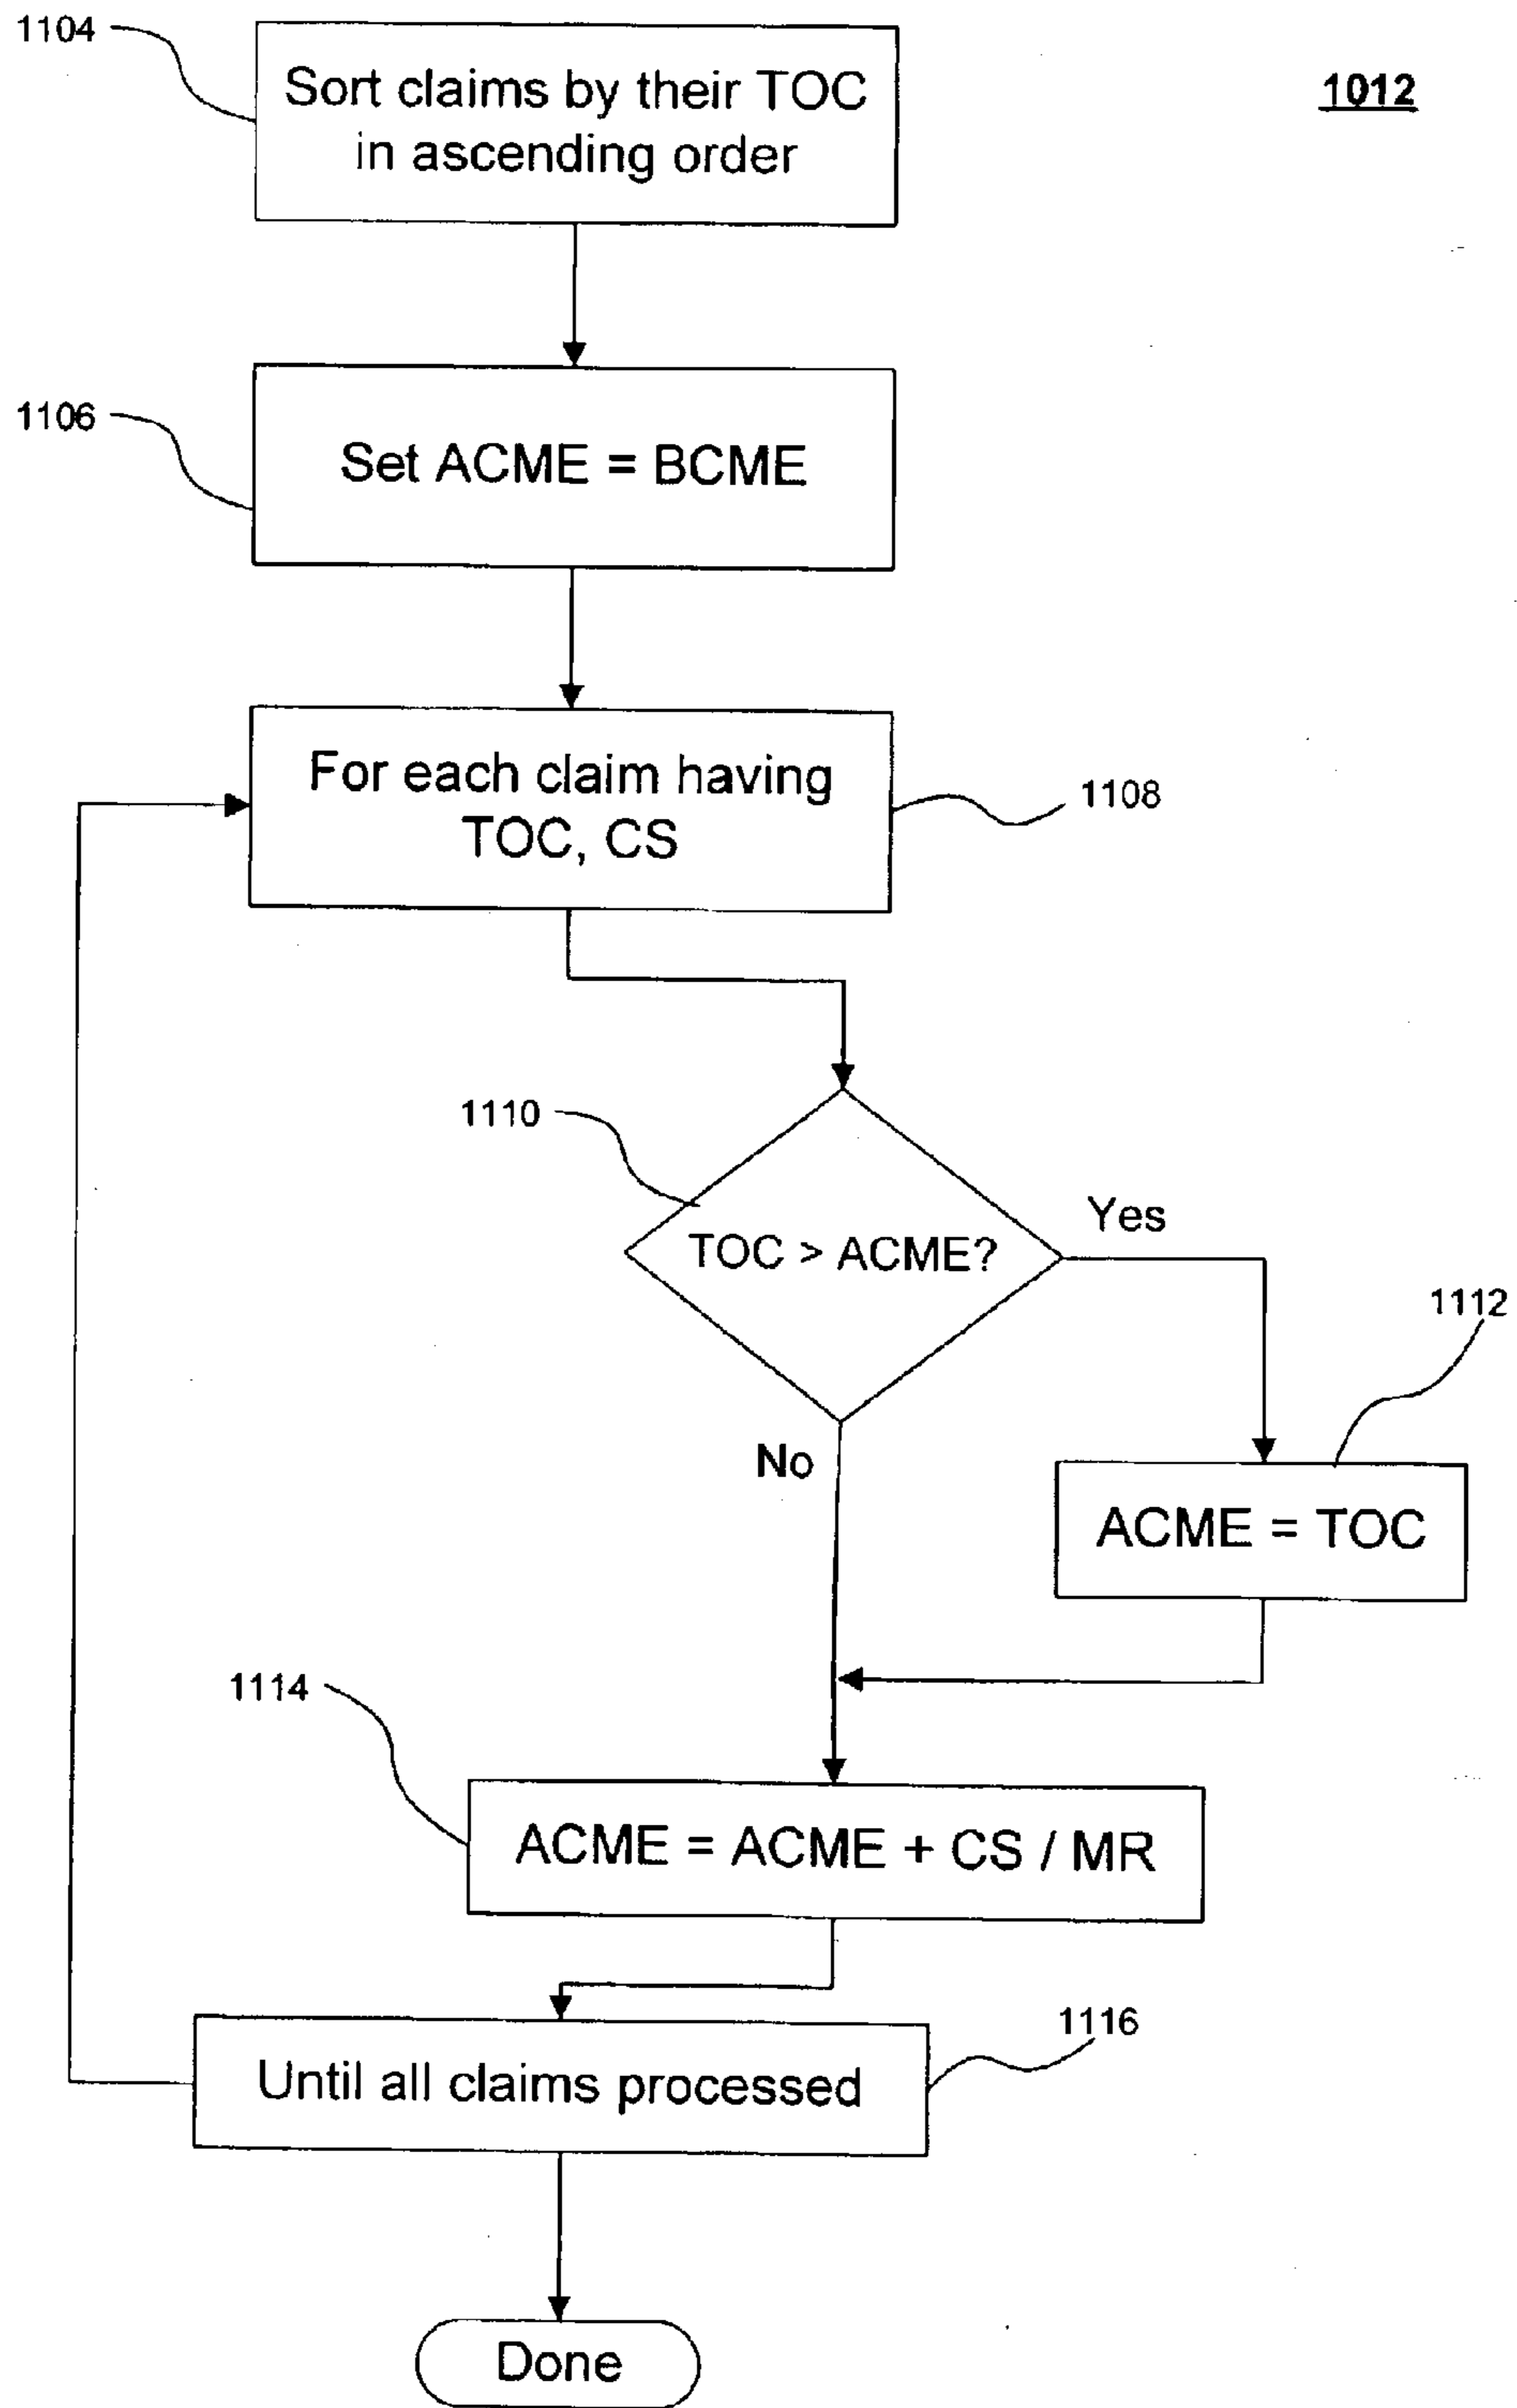 1104
Sort claims by their TOC
in ascending order
1012
1106
Set ACME = BCME
For each claim having
TOC, CS
1108
1110
TOC > ACME?
Yes
1112
No
ACME = TOC
1114
ACME = ACME + CS / MR
1116
Until all claims processed
Done